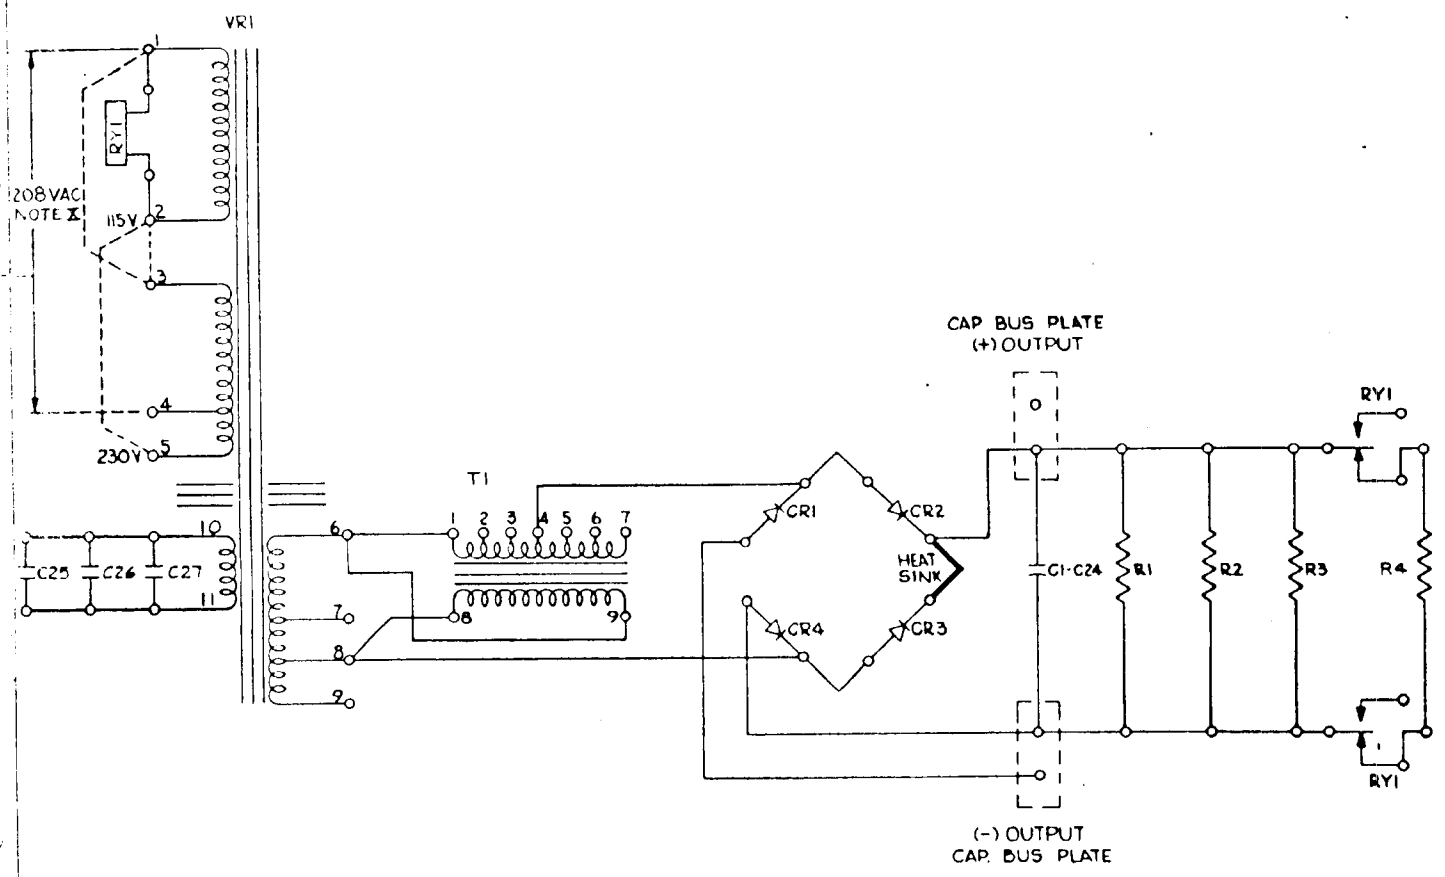 VR1
1
RY1
208VAC
NOTE X
115V 2
3
4
230V 5
T1
10
11
C25 C26 C27
6
7
8
9
1 2 3 4 5 6 7
8 9
CR1
CR2
CR4
CR3
HEAT
SINK
CAP BUS PLATE
(+) OUTPUT
C1-C24
R1
R2
R3
R4
RY1
RY1
(-) OUTPUT
CAP. BUS PLATE